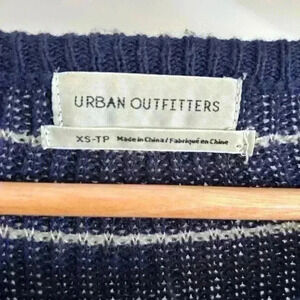 URBAN OUTFITTERS
XS-TP Made in China / Fabriqué en Chine